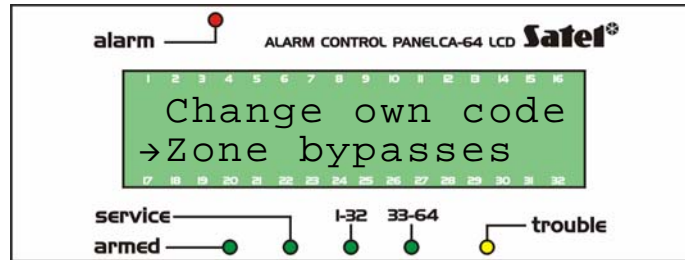 alarm
ALARM CONTROL PANELCA-64 LCD Satel®
1 2 3 4 5 6 7 8 9 10 11 12 13 14 15 16
Change own code
→Zone bypasses
17 18 19 20 21 22 23 24 25 26 27 28 29 30 31 32
service 1-32 33-64 trouble
armed